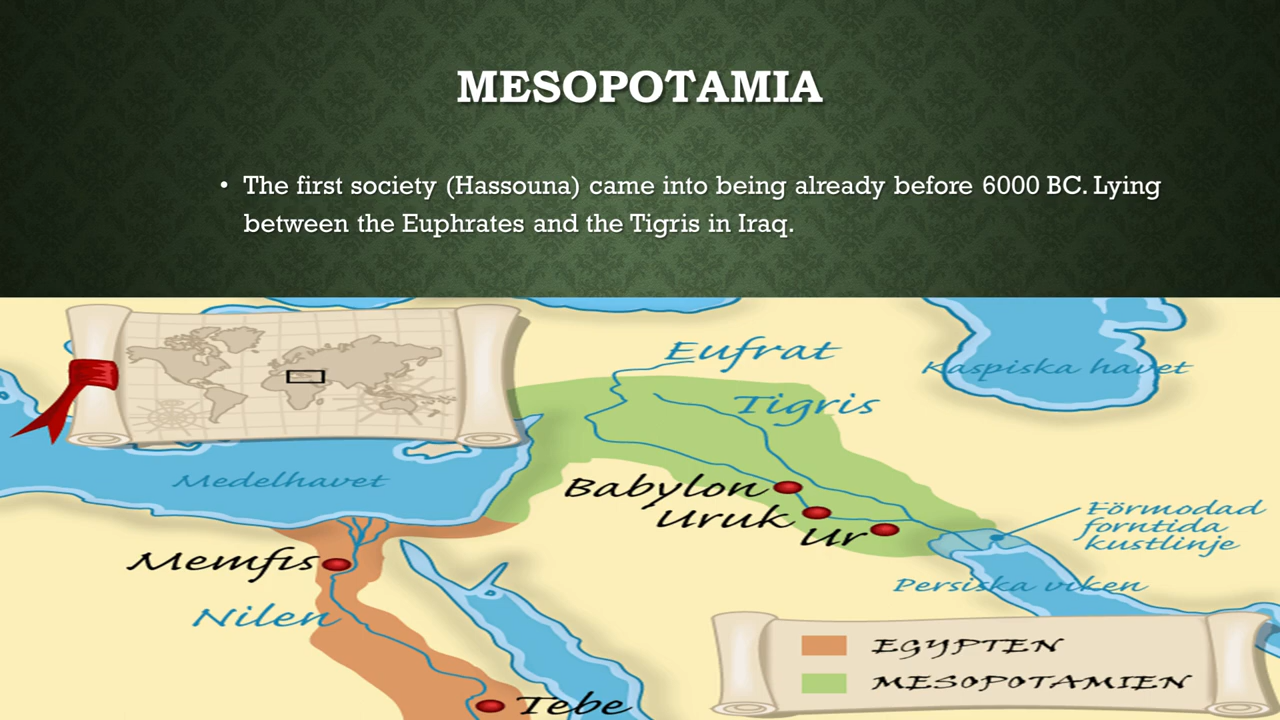 MESOPOTAMIA
• The first society (Hassouna) came into being already before 6000 BC. Lying
between the Euphrates and the Tigris in Iraq.
Eufrat
Kaspiska havet
Tigris
Medelhavet
Babylon
Uruk
Ur
Förmodad
forntida
kustlinje
Memfis
Persiska viken
Nilen
EGYPTEN
MESOPOTAMIEN
Tebe